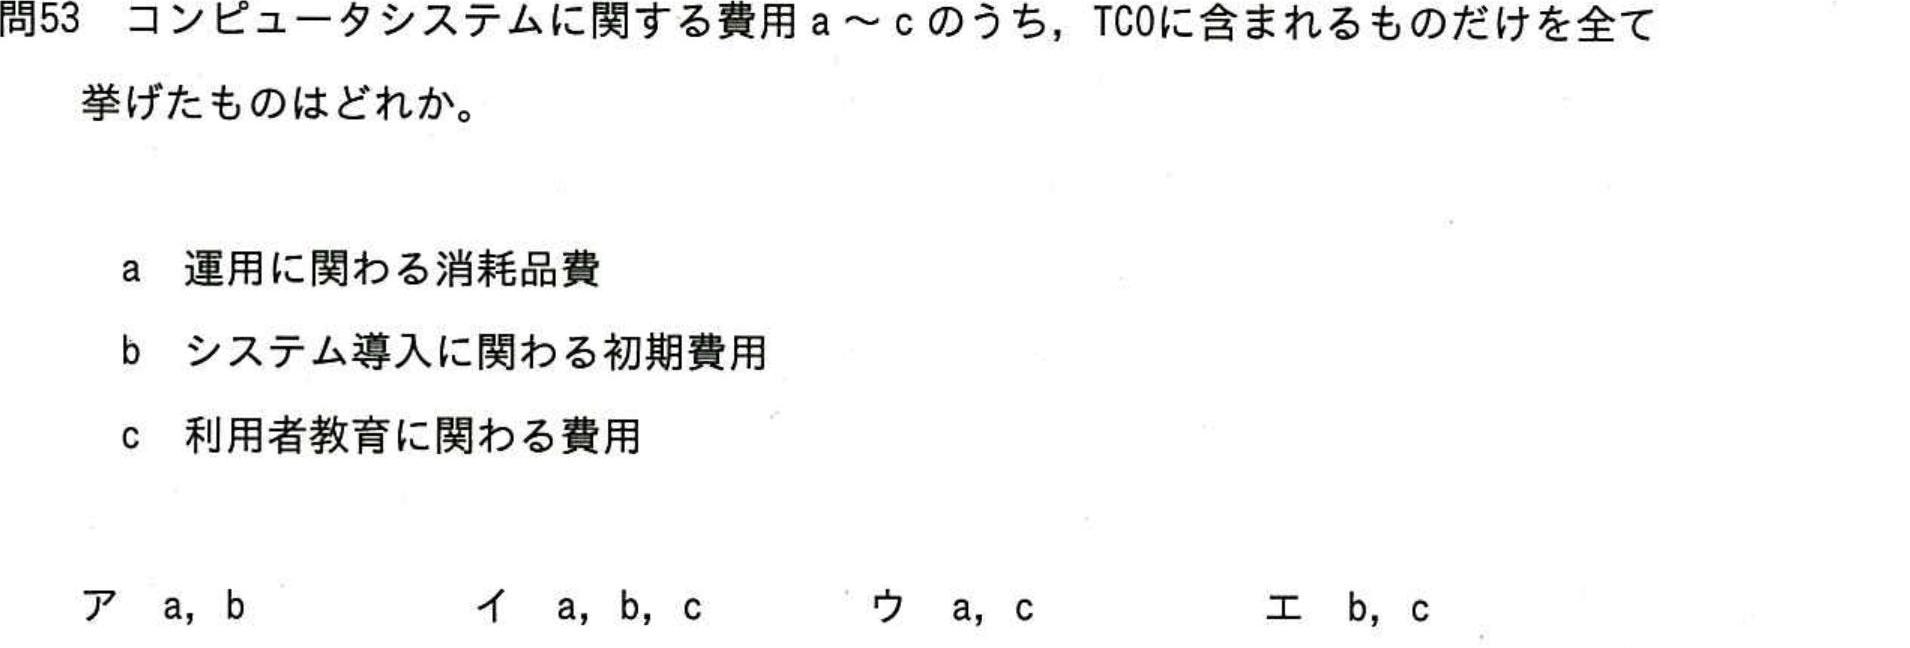 問53　コンピュータシステムに関する費用 a ～ c のうち，TCOに含まれるものだけを全て
挙げたものはどれか。
a　運用に関わる消耗品費
b　システム導入に関わる初期費用
c　利用者教育に関わる費用
ア　a，b　イ　a，b，c　ウ　a，c　エ　b，c